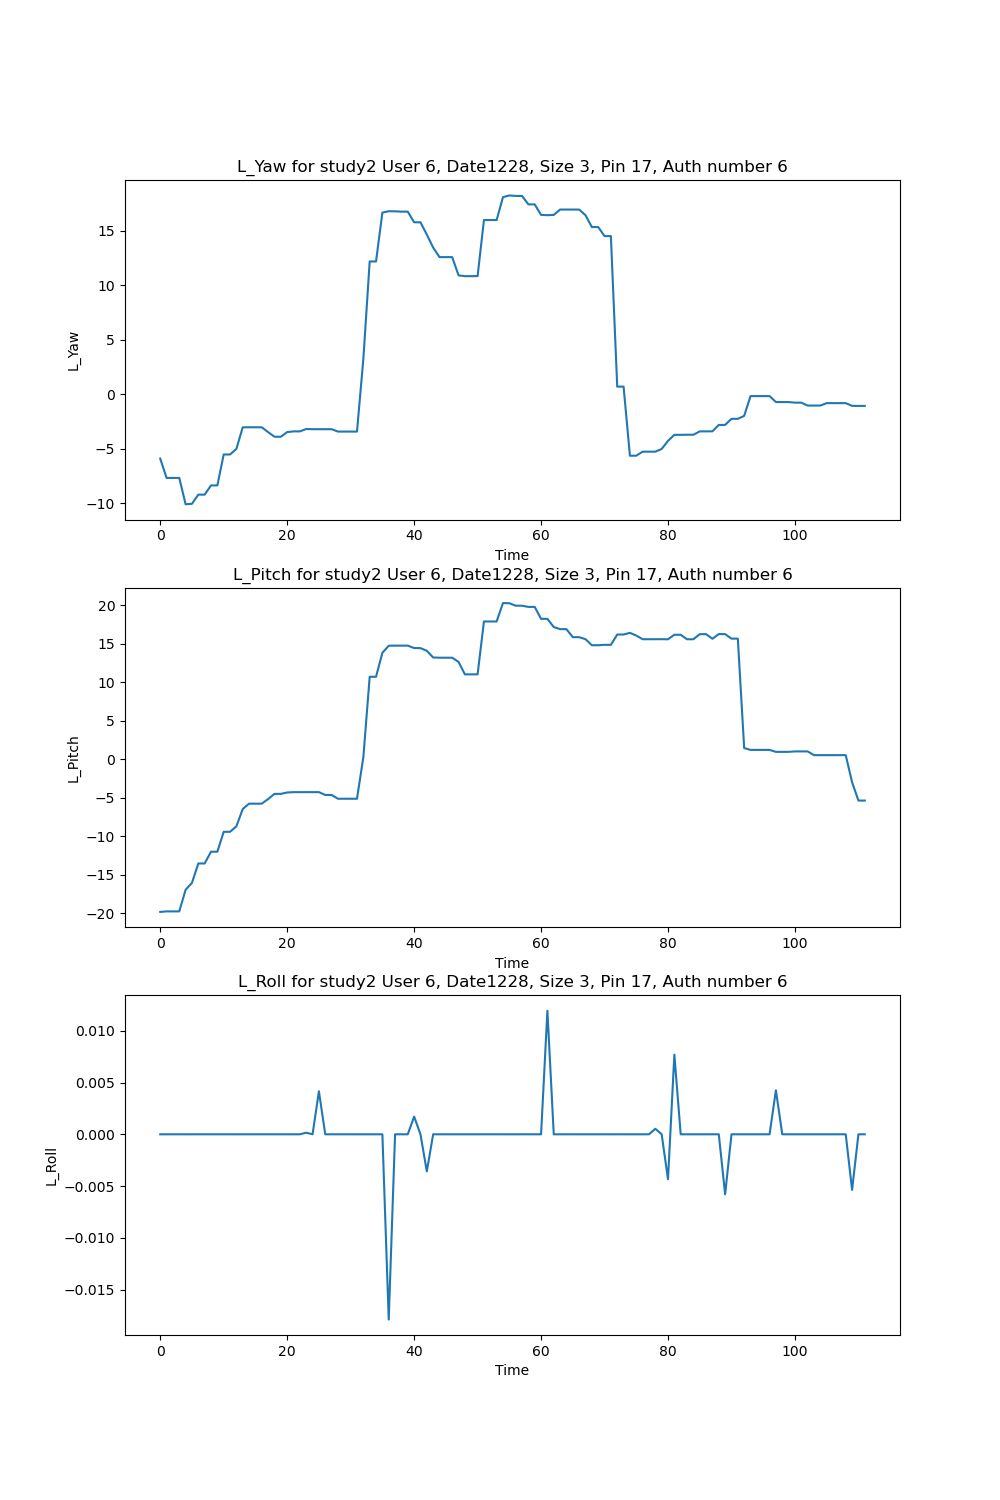 L_Yaw for study2 User 6, Date1228, Size 3, Pin 17, Auth number 6
15
10
5
0
−5
−10
L_Yaw
0 20 40 60 80 100
Time
L_Pitch for study2 User 6, Date1228, Size 3, Pin 17, Auth number 6
20
15
10
5
0
−5
−10
−15
−20
L_Pitch
0 20 40 60 80 100
Time
L_Roll for study2 User 6, Date1228, Size 3, Pin 17, Auth number 6
0.010
0.005
0.000
−0.005
−0.010
−0.015
L_Roll
0 20 40 60 80 100
Time